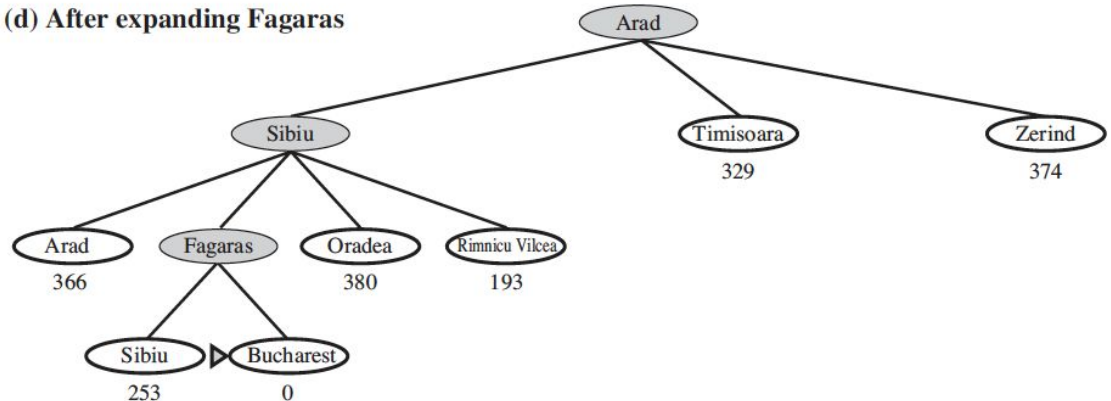 (d) After expanding Fagaras
Arad
Sibiu
Timisoara
Zerind
329
374
Arad
Fagaras
Oradea
Rimnicu Vilcea
366
380
193
Sibiu
Bucharest
253
0